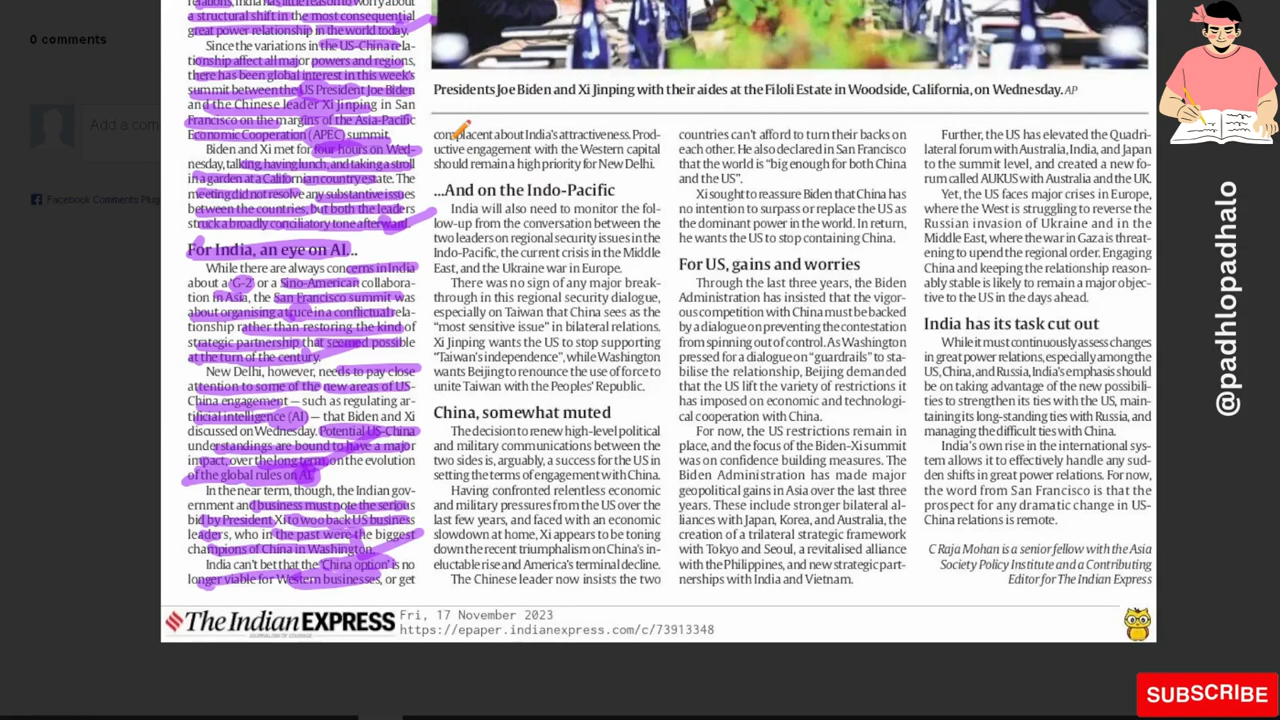 0 comments
Add a com
Facebook Comments Plug
relations, India has little reason to worry about
a structural shift in the most consequential
great power relationship in the world today.
Since the variations in the US-China rela-
tionship affect all major powers and regions,
there has been global interest in this week's
summit between the US President Joe Biden
and the Chinese leader Xi Jinping in San
Francisco on the margins of the Asia-Pacific
Economic Cooperation (APEC) summit.
Biden and Xi met for four hours on Wed-
nesday, talking, having lunch, and taking a stroll
in a garden at a Californian country estate. The
meeting did not resolve any substantive issues
between the countries, but both the leaders
struck a broadly conciliatory tone afterward.
For India, an eye on AI...
While there are always concerns in India
about a 'G-2' or a Sino-American collabora-
tion in Asia, the San Francisco summit was
about organising a truce in a conflictual rela-
tionship rather than restoring the kind of
strategic partnership that seemed possible
at the turn of the century.
New Delhi, however, needs to pay close
attention to some of the new areas of US-
China engagement — such as regulating ar-
tificial intelligence (AI) — that Biden and Xi
discussed on Wednesday. Potential US-China
understandings are bound to have a major
impact, over the long term, on the evolution
of the global rules on AI.
In the near term, though, the Indian gov-
ernment and business must note the serious
bid by President Xi to woo back US business
leaders, who in the past were the biggest
champions of China in Washington.
India can't bet that the 'China option' is no
longer viable for Western businesses, or get
Presidents Joe Biden and Xi Jinping with their aides at the Filoli Estate in Woodside, California, on Wednesday. AP
complacent about India's attractiveness. Prod-
uctive engagement with the Western capital
should remain a high priority for New Delhi.
...And on the Indo-Pacific
India will also need to monitor the fol-
low-up from the conversation between the
two leaders on regional security issues in the
Indo-Pacific, the current crisis in the Middle
East, and the Ukraine war in Europe.
There was no sign of any major break-
through in this regional security dialogue,
especially on Taiwan that China sees as the
"most sensitive issue" in bilateral relations.
Xi Jinping wants the US to stop supporting
"Taiwan's independence", while Washington
wants Beijing to renounce the use of force to
unite Taiwan with the Peoples' Republic.
China, somewhat muted
The decision to renew high-level political
and military communications between the
two sides is, arguably, a success for the US in
setting the terms of engagement with China.
Having confronted relentless economic
and military pressures from the US over the
last few years, and faced with an economic
slowdown at home, Xi appears to be toning
down the recent triumphalism on China's in-
eluctable rise and America's terminal decline.
The Chinese leader now insists the two
countries can't afford to turn their backs on
each other. He also declared in San Francisco
that the world is "big enough for both China
and the US".
Xi sought to reassure Biden that China has
no intention to surpass or replace the US as
the dominant power in the world. In return,
he wants the US to stop containing China.
For US, gains and worries
Through the last three years, the Biden
Administration has insisted that the vigor-
ous competition with China must be backed
by a dialogue on preventing the contestation
from spinning out of control. As Washington
pressed for a dialogue on "guardrails" to sta-
bilise the relationship, Beijing demanded
that the US lift the variety of restrictions it
has imposed on economic and technologi-
cal cooperation with China.
For now, the US restrictions remain in
place, and the focus of the Biden-Xi summit
was on confidence building measures. The
Biden Administration has made major
geopolitical gains in Asia over the last three
years. These include stronger bilateral al-
liances with Japan, Korea, and Australia, the
creation of a trilateral strategic framework
with Tokyo and Seoul, a revitalised alliance
with the Philippines, and new strategic part-
nerships with India and Vietnam.
Further, the US has elevated the Quadri-
lateral forum with Australia, India, and Japan
to the summit level, and created a new fo-
rum called AUKUS with Australia and the UK.
Yet, the US faces major crises in Europe,
where the West is struggling to reverse the
Russian invasion of Ukraine and in the
Middle East, where the war in Gaza is threat-
ening to upend the regional order. Engaging
China and keeping the relationship reason-
ably stable is likely to remain a major objec-
tive to the US in the days ahead.
India has its task cut out
While it must continuously assess changes
in great power relations, especially among the
US, China, and Russia, India's emphasis should
be on taking advantage of the new possibili-
ties to strengthen its ties with the US, main-
taining its long-standing ties with Russia, and
managing the difficult ties with China.
India's own rise in the international sys-
tem allows it to effectively handle any sud-
den shifts in great power relations. For now,
the word from San Francisco is that the
prospect for any dramatic change in US-
China relations is remote.
C Raja Mohan is a senior fellow with the Asia
Society Policy Institute and a Contributing
Editor for The Indian Express
The Indian EXPRESS
JOURNALISM OF COURAGE
Fri, 17 November 2023
https://epaper.indianexpress.com/c/73913348
@padhlopadhalo
SUBSCRIBE